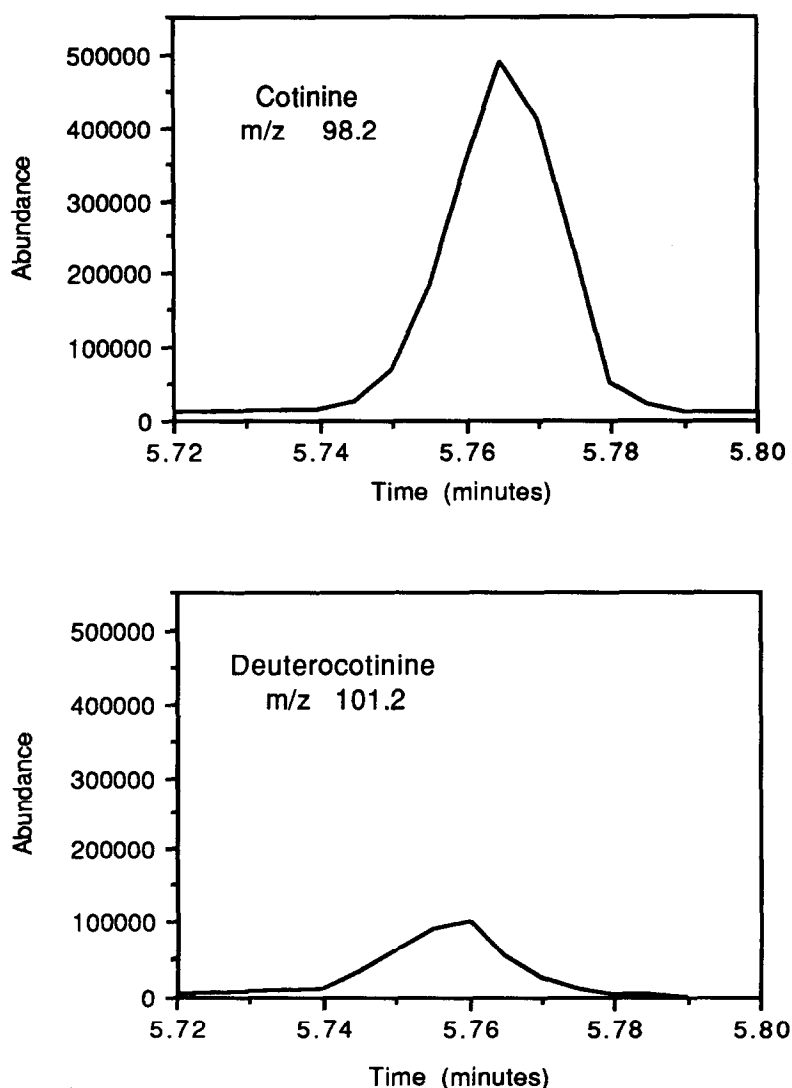 500000
400000
300000
200000
100000
0
Abundance
Cotinine
m/z 98.2
5.72 5.74 5.76 5.78 5.80
Time (minutes)
500000
400000
300000
200000
100000
0
Abundance
Deuterocotinine
m/z 101.2
5.72 5.74 5.76 5.78 5.80
Time (minutes)